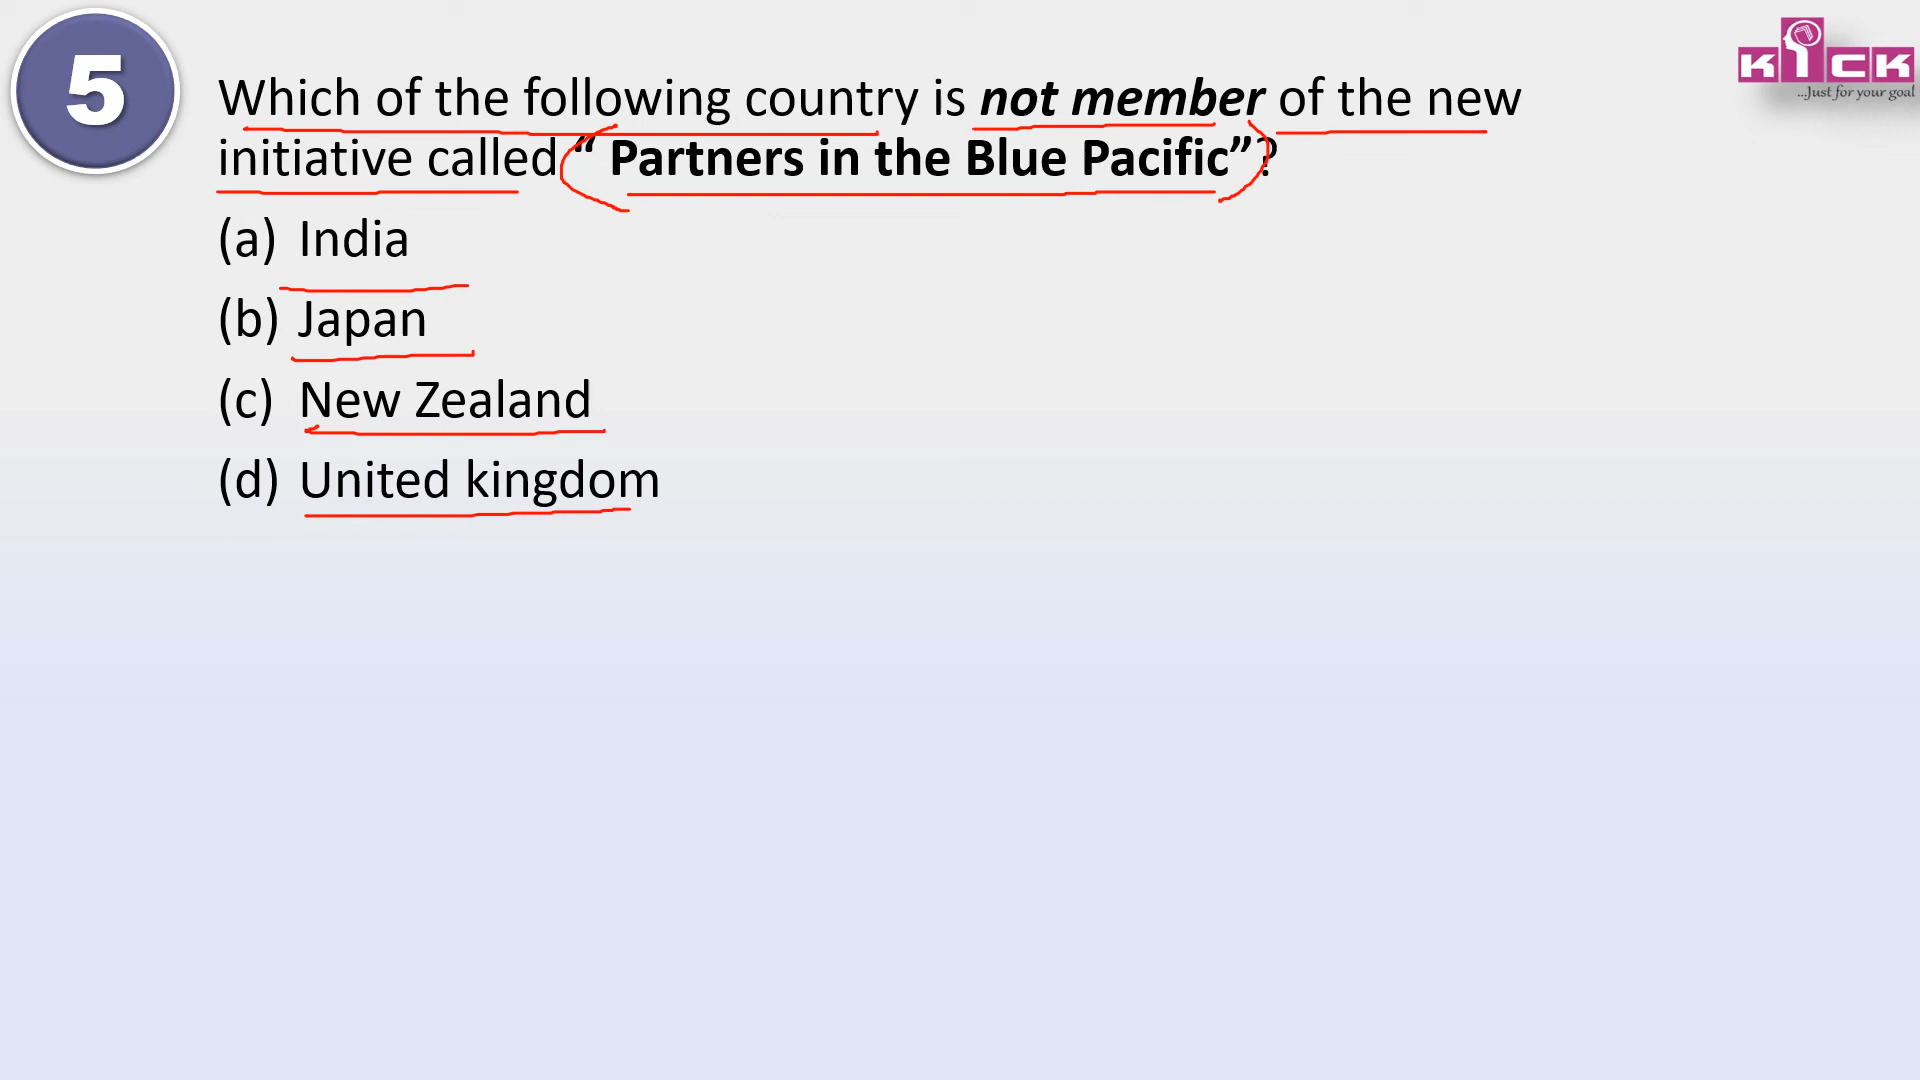 5
KICK
...Just for your goal
Which of the following country is not member of the new
initiative called “ Partners in the Blue Pacific”?
(a) India
(b) Japan
(c) New Zealand
(d) United kingdom